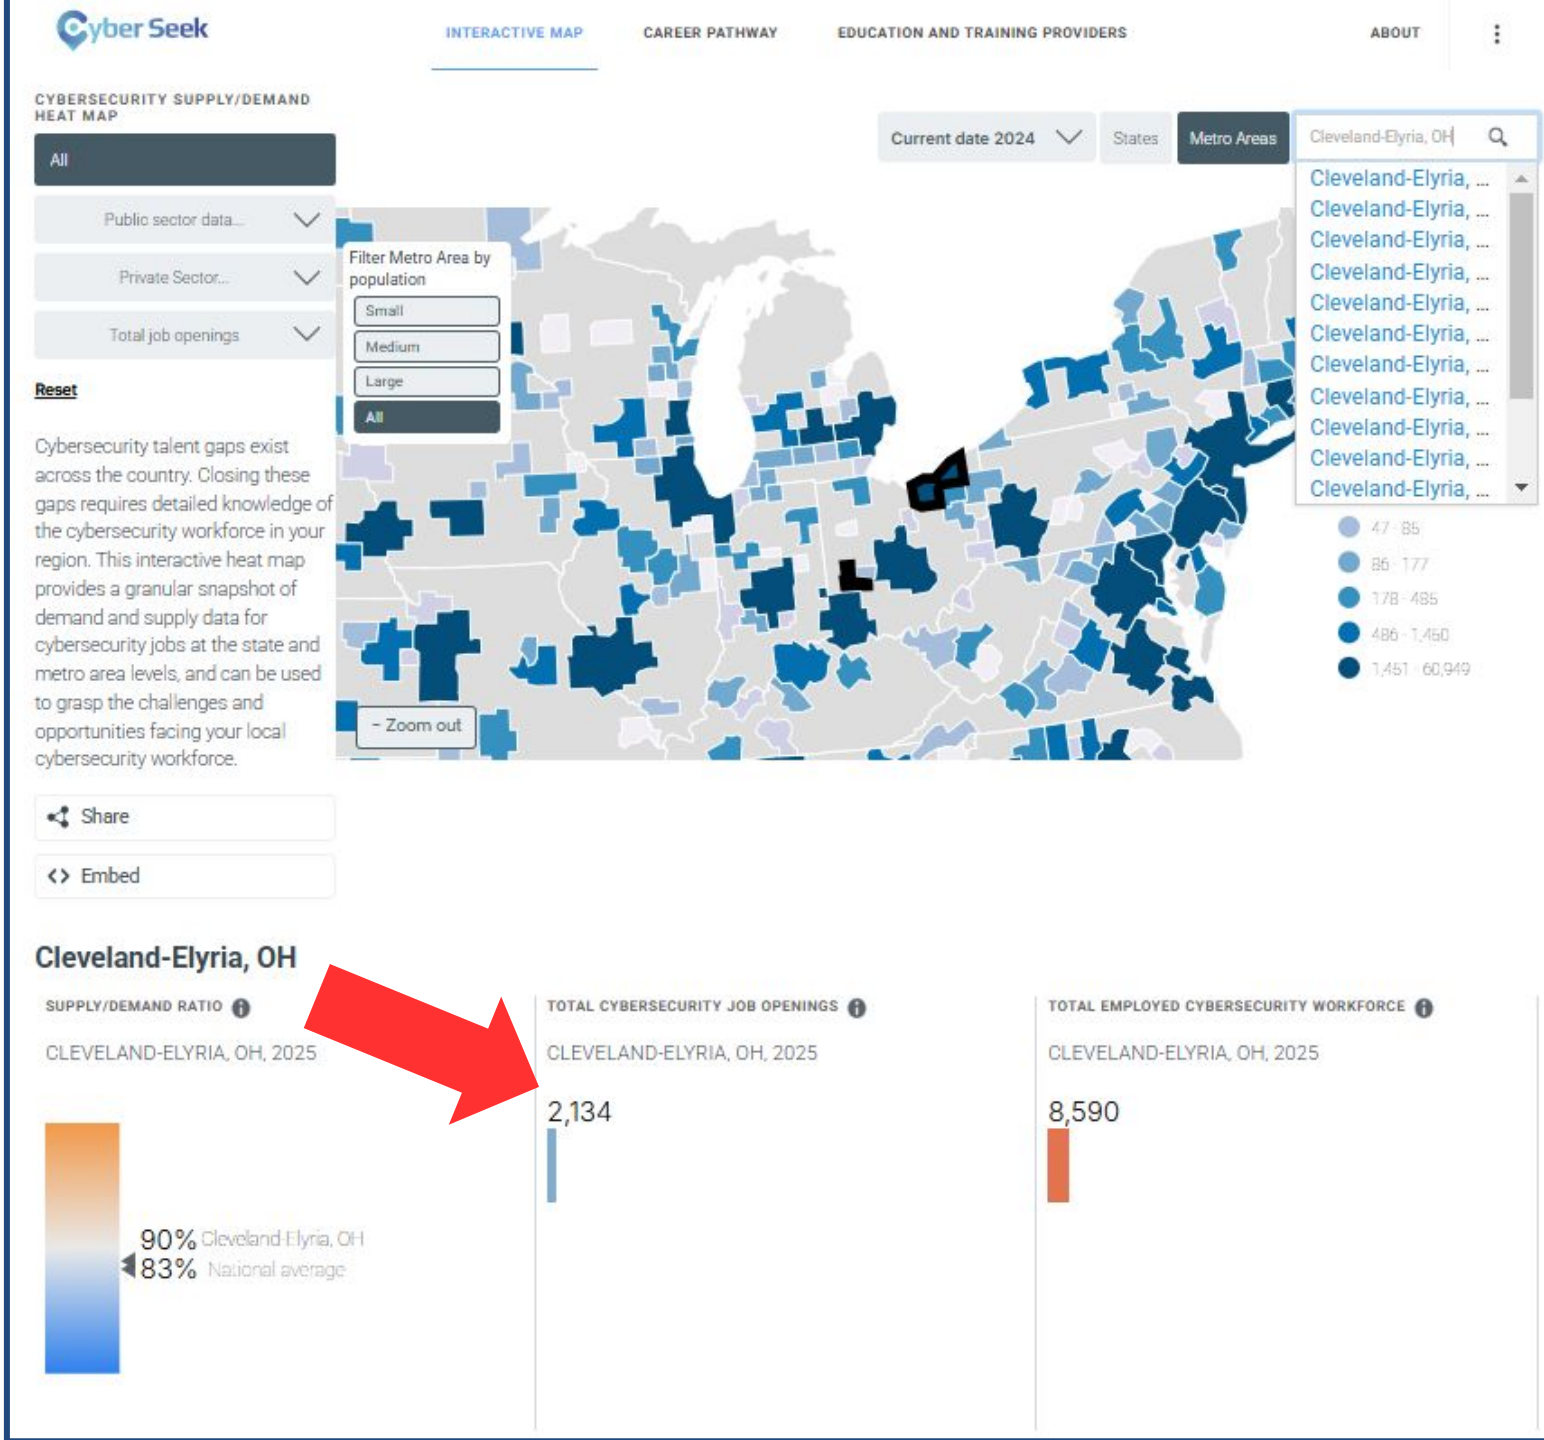 Cyber Seek
INTERACTIVE MAP
CAREER PATHWAY
EDUCATION AND TRAINING PROVIDERS
ABOUT
CYBERSECURITY SUPPLY/DEMAND
HEAT MAP
All
Public sector data...
Private Sector...
Total job openings
Reset
Cybersecurity talent gaps exist
across the country. Closing these
gaps requires detailed knowledge of
the cybersecurity workforce in your
region. This interactive heat map
provides a granular snapshot of
demand and supply data for
cybersecurity jobs at the state and
metro area levels, and can be used
to grasp the challenges and
opportunities facing your local
cybersecurity workforce.
Share
<> Embed
Current date 2024
States
Metro Areas
Cleveland-Elyria, OH
Cleveland-Elyria, ...
Cleveland-Elyria, ...
Cleveland-Elyria, ...
Cleveland-Elyria, ...
Cleveland-Elyria, ...
Cleveland-Elyria, ...
Cleveland-Elyria, ...
Cleveland-Elyria, ...
Cleveland-Elyria, ...
Cleveland-Elyria, ...
Cleveland-Elyria, ...
Filter Metro Area by
population
Small
Medium
Large
All
- Zoom out
47 - 85
86 - 177
178 - 485
486 - 1,450
1,451 - 60,949
Cleveland-Elyria, OH
SUPPLY/DEMAND RATIO
CLEVELAND-ELYRIA, OH, 2025
90% Cleveland-Elyria, OH
83% National average
TOTAL CYBERSECURITY JOB OPENINGS
CLEVELAND-ELYRIA, OH, 2025
2,134
TOTAL EMPLOYED CYBERSECURITY WORKFORCE
CLEVELAND-ELYRIA, OH, 2025
8,590